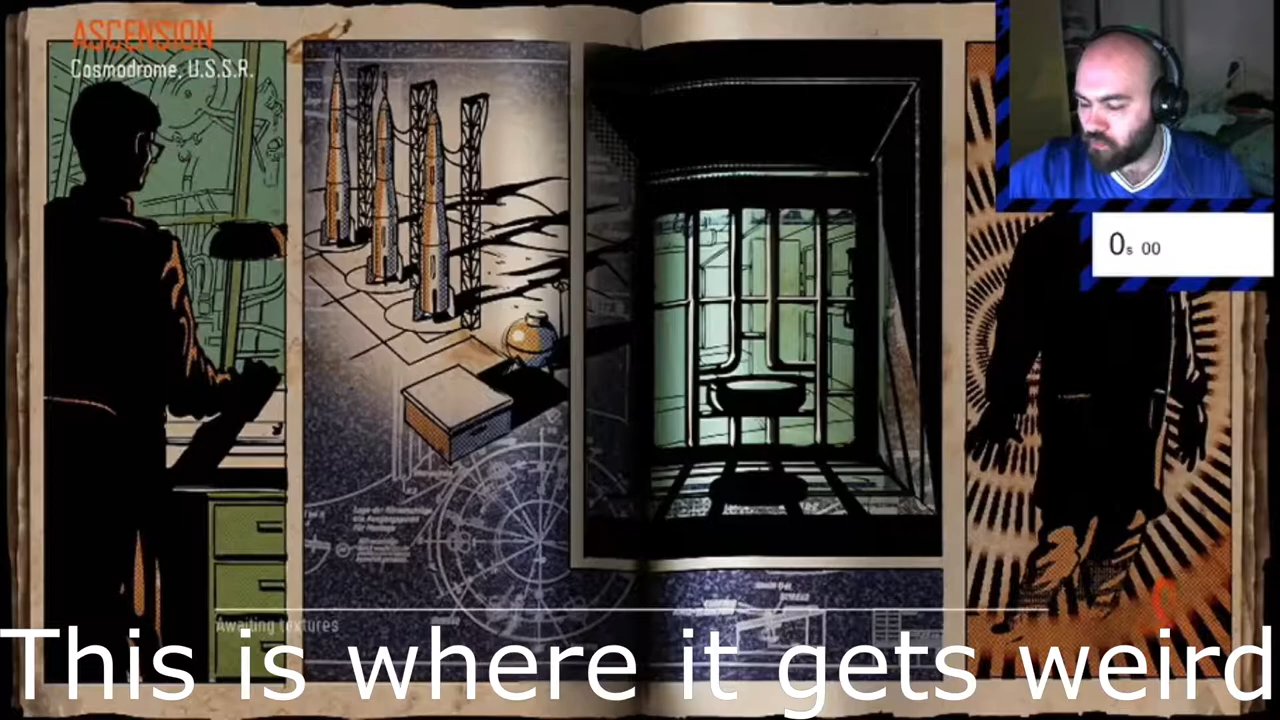 ASCENSION
Cosmodrome, U.S.S.R.
0s 00
Awaiting textures
This is where it gets weird